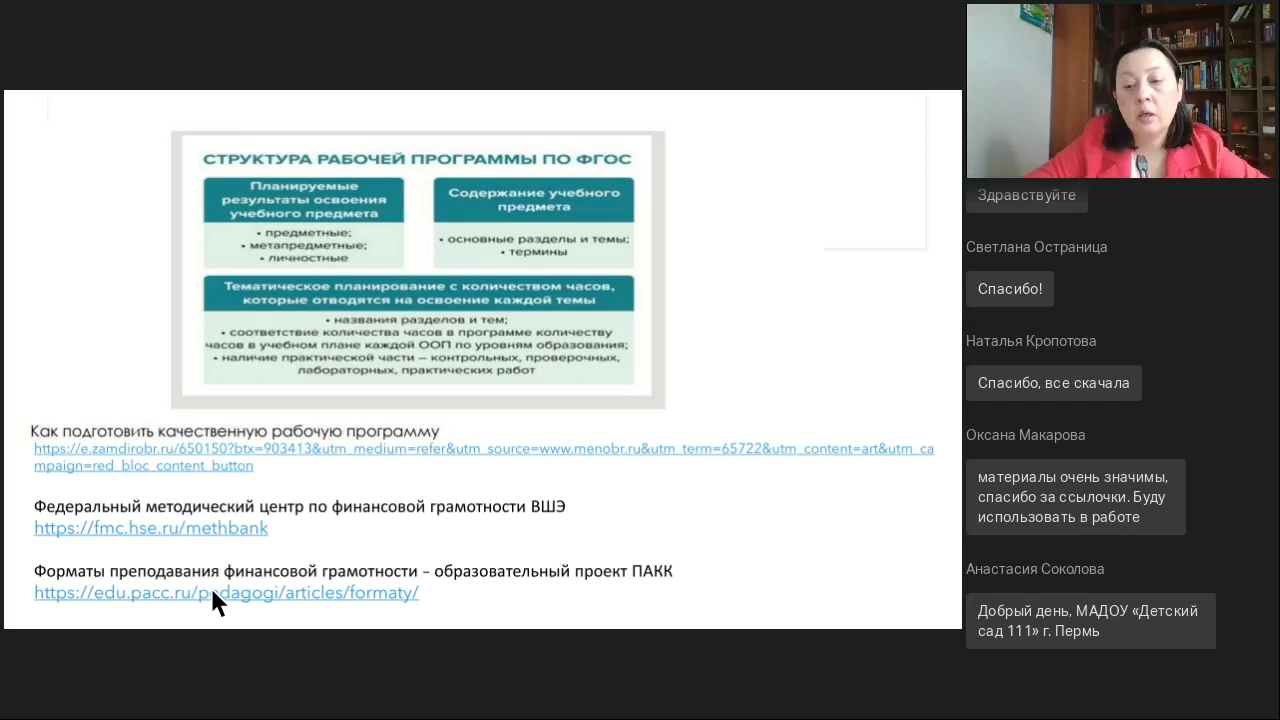 СТРУКТУРА РАБОЧЕЙ ПРОГРАММЫ ПО ФГОС
Планируемые
результаты освоения
учебного предмета
• предметные;
• метапредметные;
• личностные
Содержание учебного
предмета
• основные разделы и темы;
• термины
Тематическое планирование с количеством часов,
которые отводятся на освоение каждой темы
• названия разделов и тем;
• соответствие количества часов в программе количеству
часов в учебном плане каждой ООП по уровням образования;
• наличие практической части – контрольных, проверочных,
лабораторных, практических работ
Как подготовить качественную рабочую программу
https://e.zamdirobr.ru/650150?btx=903413&utm_medium=refer&utm_source=www.menobr.ru&utm_term=65722&utm_content=art&utm_ca
mpaign=red_bloc_content_button
Федеральный методический центр по финансовой грамотности ВШЭ
https://fmc.hse.ru/methbank
Форматы преподавания финансовой грамотности – образовательный проект ПАКК
https://edu.pacc.ru/pedagogi/articles/formaty/
Здравствуйте
Светлана Остраница
Спасибо!
Наталья Кропотова
Спасибо, все скачала
Оксана Макарова
материалы очень значимы,
спасибо за ссылочки. Буду
использовать в работе
Анастасия Соколова
Добрый день, МАДОУ «Детский
сад 111» г. Пермь